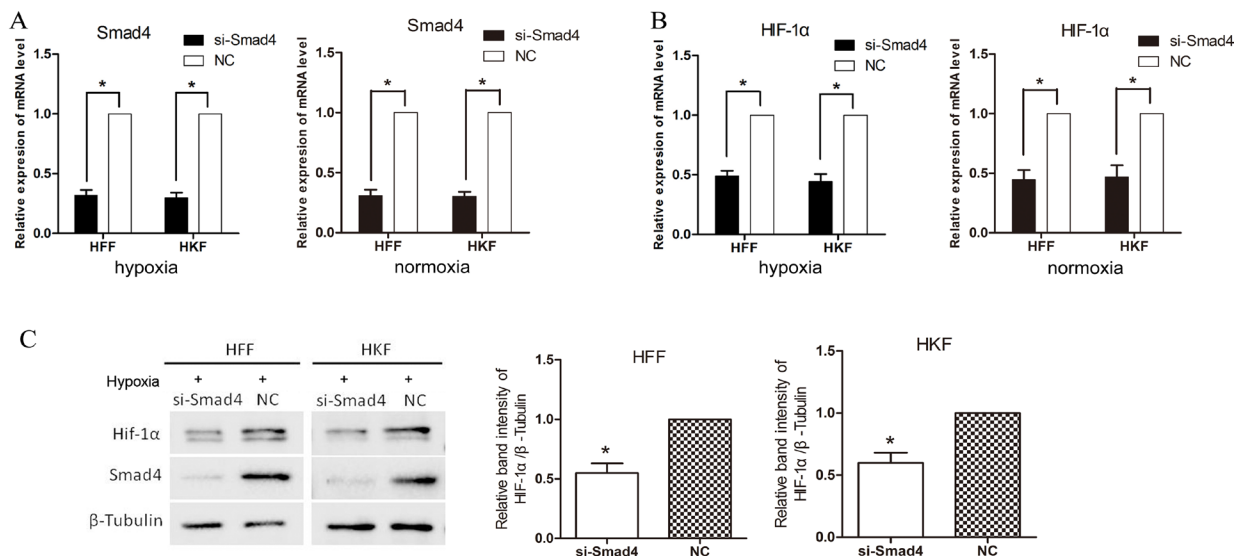 A
Smad4
si-Smad4
NC
Relative expresion of mRNA level
1.5
1.0
0.5
0.0
*
*
HFF
HKF
hypoxia
Smad4
si-Smad4
NC
Relative expression of mRNA level
1.5
1.0
0.5
0.0
*
*
HFF
HKF
normoxia
B
HIF-1α
si-Smad4
NC
Relative expression of mRNA level
1.5
1.0
0.5
0.0
*
*
HFF
HKF
hypoxia
HIF-1α
si-Smad4
NC
Relative expression of mRNA level
1.5
1.0
0.5
0.0
*
*
HFF
HKF
normoxia
C
HFF
HKF
Hypoxia + + + +
si-Smad4 NC si-Smad4 NC
Hif-1α
Smad4
β-Tubulin
HFF
Relative band intensity of
HIF-1α /β -Tubulin
1.5
1.0
0.5
0.0
*
si-Smad4
NC
HKF
Relative band intensity of
HIF-1α /β -Tubulin
1.5
1.0
0.5
0.0
*
si-Smad4
NC